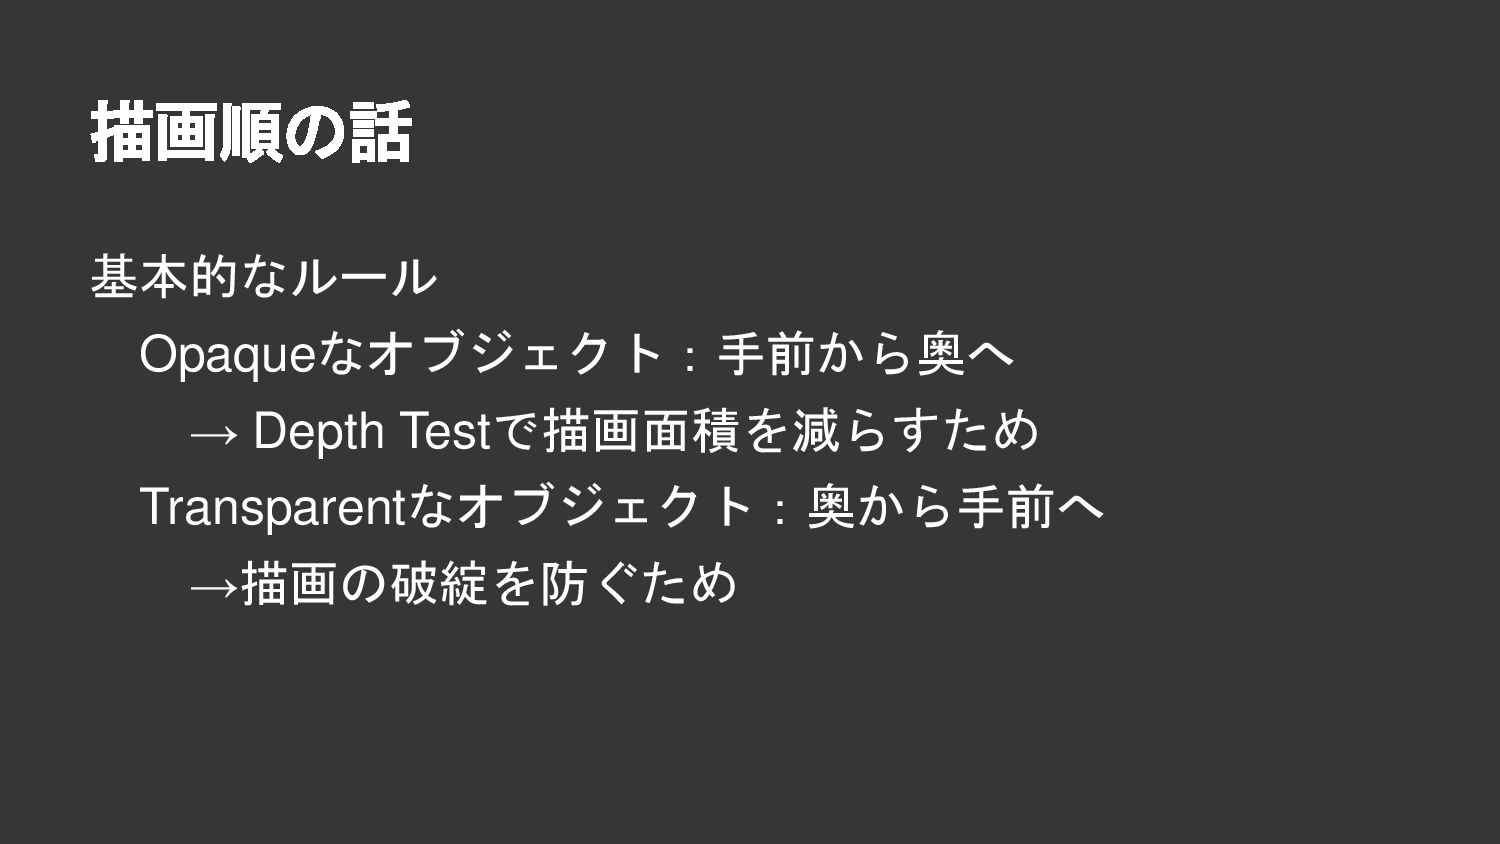 描画順の話
基本的なルール
Opaqueなオブジェクト：手前から奥へ
→ Depth Testで描画面積を減らすため
Transparentなオブジェクト：奥から手前へ
→描画の破綻を防ぐため